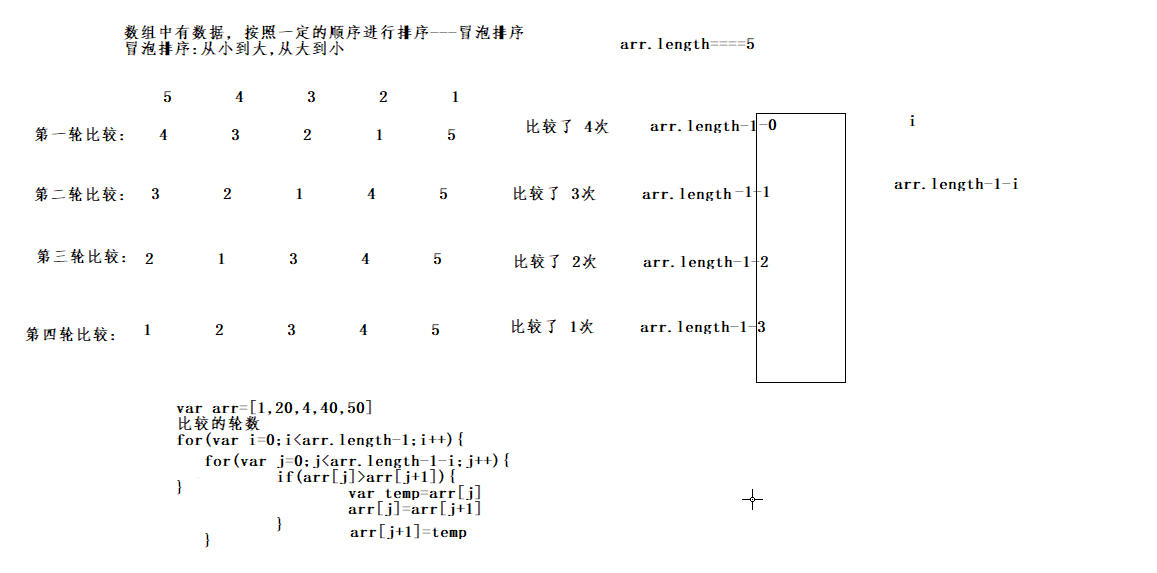 数组中有数据, 按照一定的顺序进行排序---冒泡排序
冒泡排序:从小到大,从大到小
arr.length====5
5 4 3 2 1
第一轮比较: 4 3 2 1 5 比较了 4次 arr.length-1-0 i
第二轮比较: 3 2 1 4 5 比较了 3次 arr.length-1-1 arr.length-1-i
第三轮比较: 2 1 3 4 5 比较了 2次 arr.length-1-2
第四轮比较: 1 2 3 4 5 比较了 1次 arr.length-1-3
var arr=[1,20,4,40,50]
比较的轮数
for(var i=0;i<arr.length-1;i++){
for(var j=0;j<arr.length-1-i;j++){
if(arr[j]>arr[j+1]){
}
var temp=arr[j]
arr[j]=arr[j+1]
}
arr[j+1]=temp
}